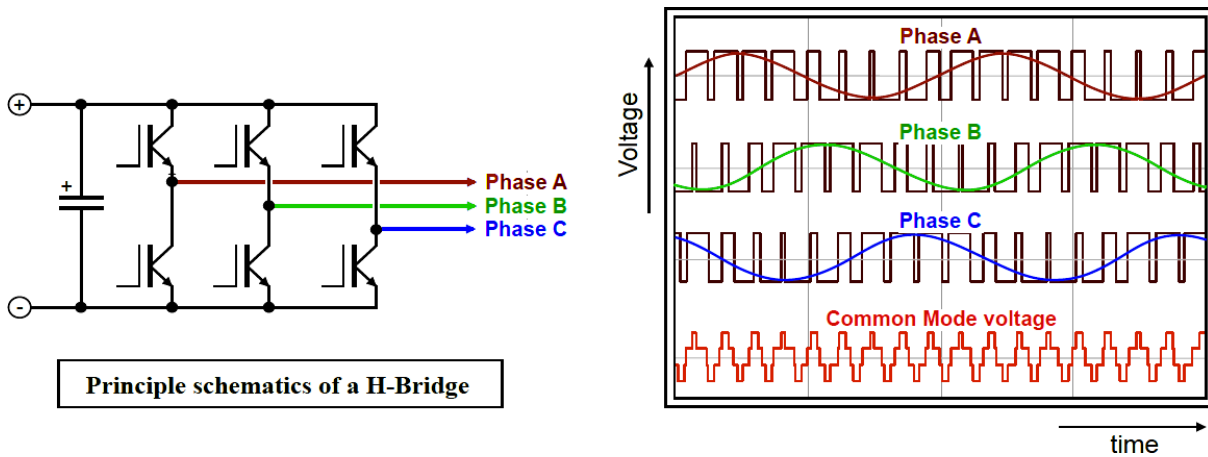 +
+
-
Phase A
Phase B
Phase C
Principle schematics of a H-Bridge
Voltage
Phase A
Phase B
Phase C
Common Mode voltage
time